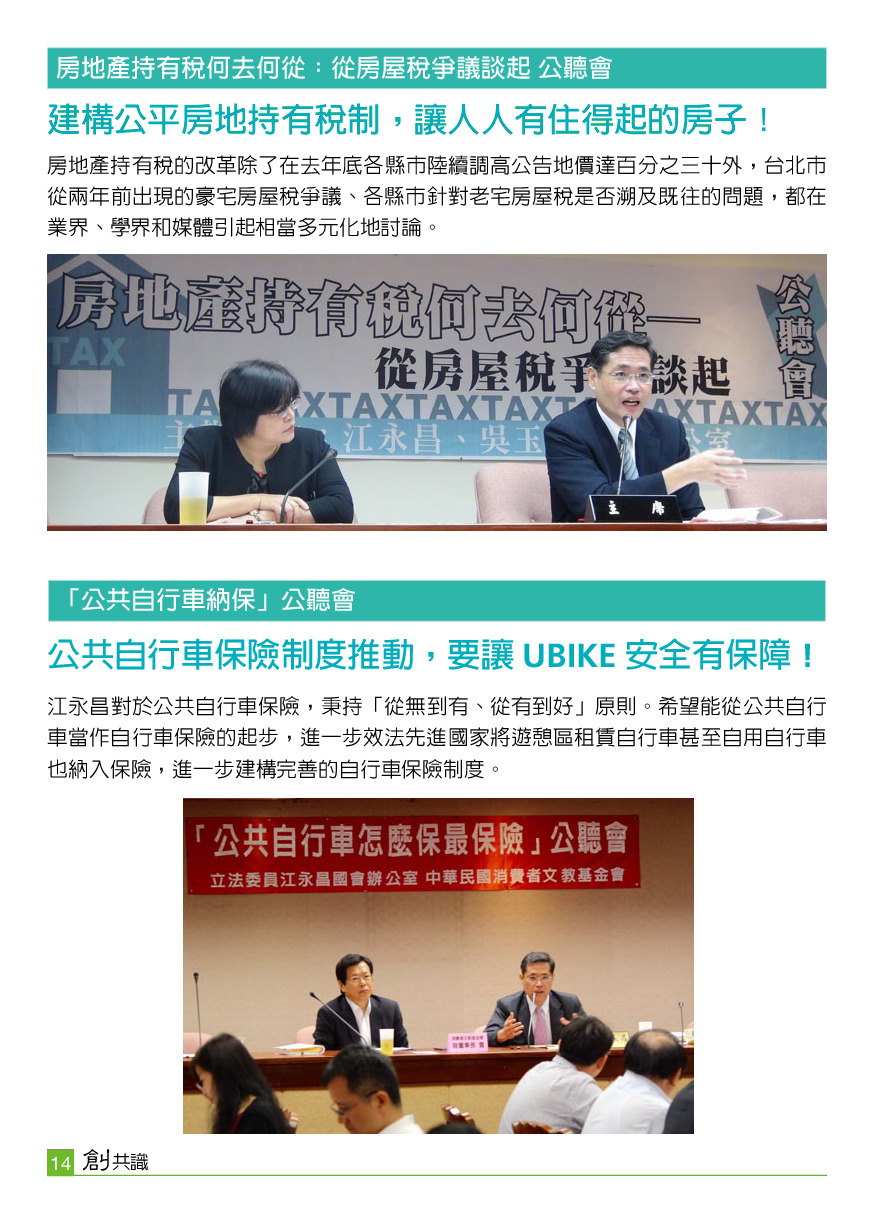 房地產持有稅何去何從：從房屋稅爭議談起 公聽會
建構公平房地持有稅制，讓人人有住得起的房子！
房地產持有稅的改革除了在去年底各縣市陸續調高公告地價達百分之三十外，台北市
從兩年前出現的豪宅房屋稅爭議、各縣市針對老宅房屋稅是否溯及既往的問題，都在
業界、學界和媒體引起相當多元化地討論。
房地產持有稅何去何從—
公聽會
TAX
從房屋稅爭 談起
TA XTAXTAXTAXTAX TAXTAX
主 江永昌、吳玉 公室
主 席
「公共自行車納保」公聽會
公共自行車保險制度推動，要讓 UBIKE 安全有保障！
江永昌對於公共自行車保險，秉持「從無到有、從有到好」原則。希望能從公共自行
車當作自行車保險的起步，進一步效法先進國家將遊憩區租賃自行車甚至自用自行車
也納入保險，進一步建構完善的自行車保險制度。
「公共自行車怎麼保最保險」公聽會
立法委員江永昌國會辦公室 中華民國消費者文教基金會
14 創共識